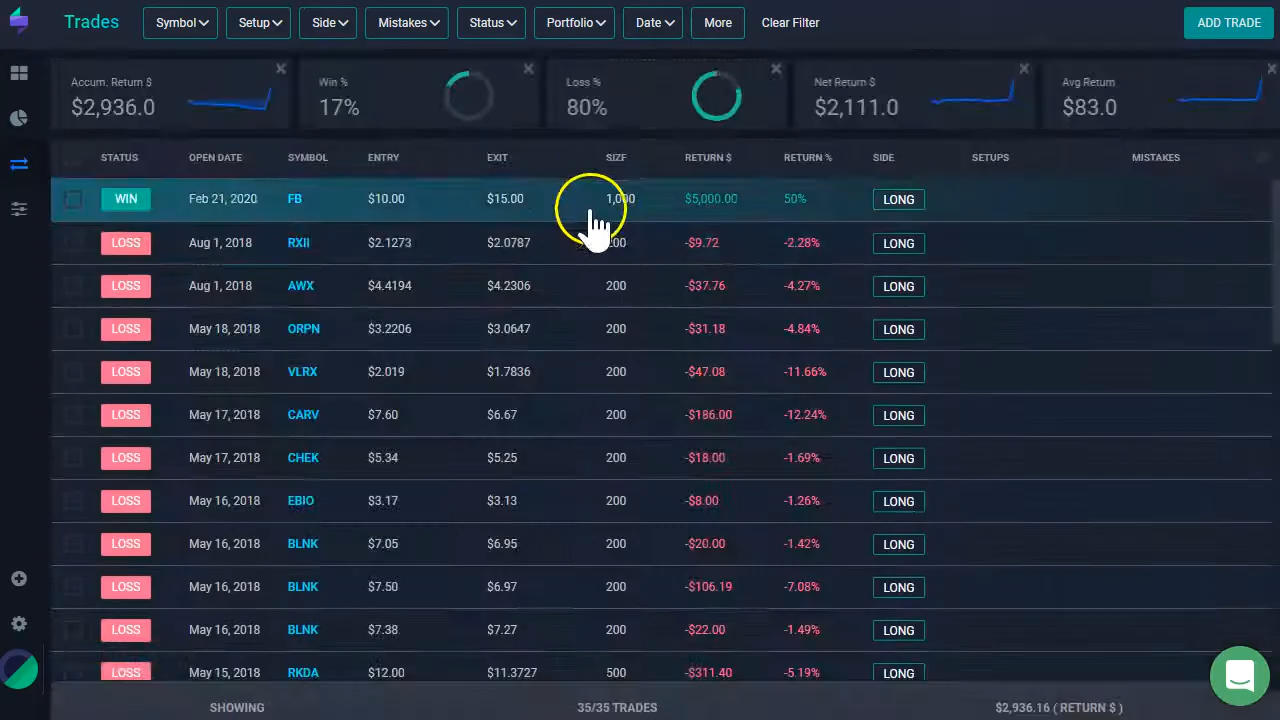 Trades Symbol Setup Side Mistakes Status Portfolio Date More Clear Filter ADD TRADE
Accum. Return $ Win % Loss % Net Return $ Avg Return
$2,936.0 17% 80% $2,111.0 $83.0
STATUS OPEN DATE SYMBOL ENTRY EXIT SIZE RETURN $ RETURN % SIDE SETUPS MISTAKES
WIN Feb 21, 2020 FB $10.00 $15.00 1,000 $5,000.00 50% LONG
LOSS Aug 1, 2018 RXII $2.1273 $2.0787 200 -$9.72 -2.28% LONG
LOSS Aug 1, 2018 AWX $4.4194 $4.2306 200 -$37.76 -4.27% LONG
LOSS May 18, 2018 ORPN $3.2206 $3.0647 200 -$31.18 -4.84% LONG
LOSS May 18, 2018 VLRX $2.019 $1.7836 200 -$47.08 -11.66% LONG
LOSS May 17, 2018 CARV $7.60 $6.67 200 -$186.00 -12.24% LONG
LOSS May 17, 2018 CHEK $5.34 $5.25 200 -$18.00 -1.69% LONG
LOSS May 16, 2018 EBIO $3.17 $3.13 200 -$8.00 -1.26% LONG
LOSS May 16, 2018 BLNK $7.05 $6.95 200 -$20.00 -1.42% LONG
LOSS May 16, 2018 BLNK $7.50 $6.97 200 -$106.19 -7.08% LONG
LOSS May 16, 2018 BLNK $7.38 $7.27 200 -$22.00 -1.49% LONG
LOSS May 15, 2018 RKDA $12.00 $11.3727 500 -$311.40 -5.19% LONG
SHOWING 35/35 TRADES $2,936.16 ( RETURN $ )